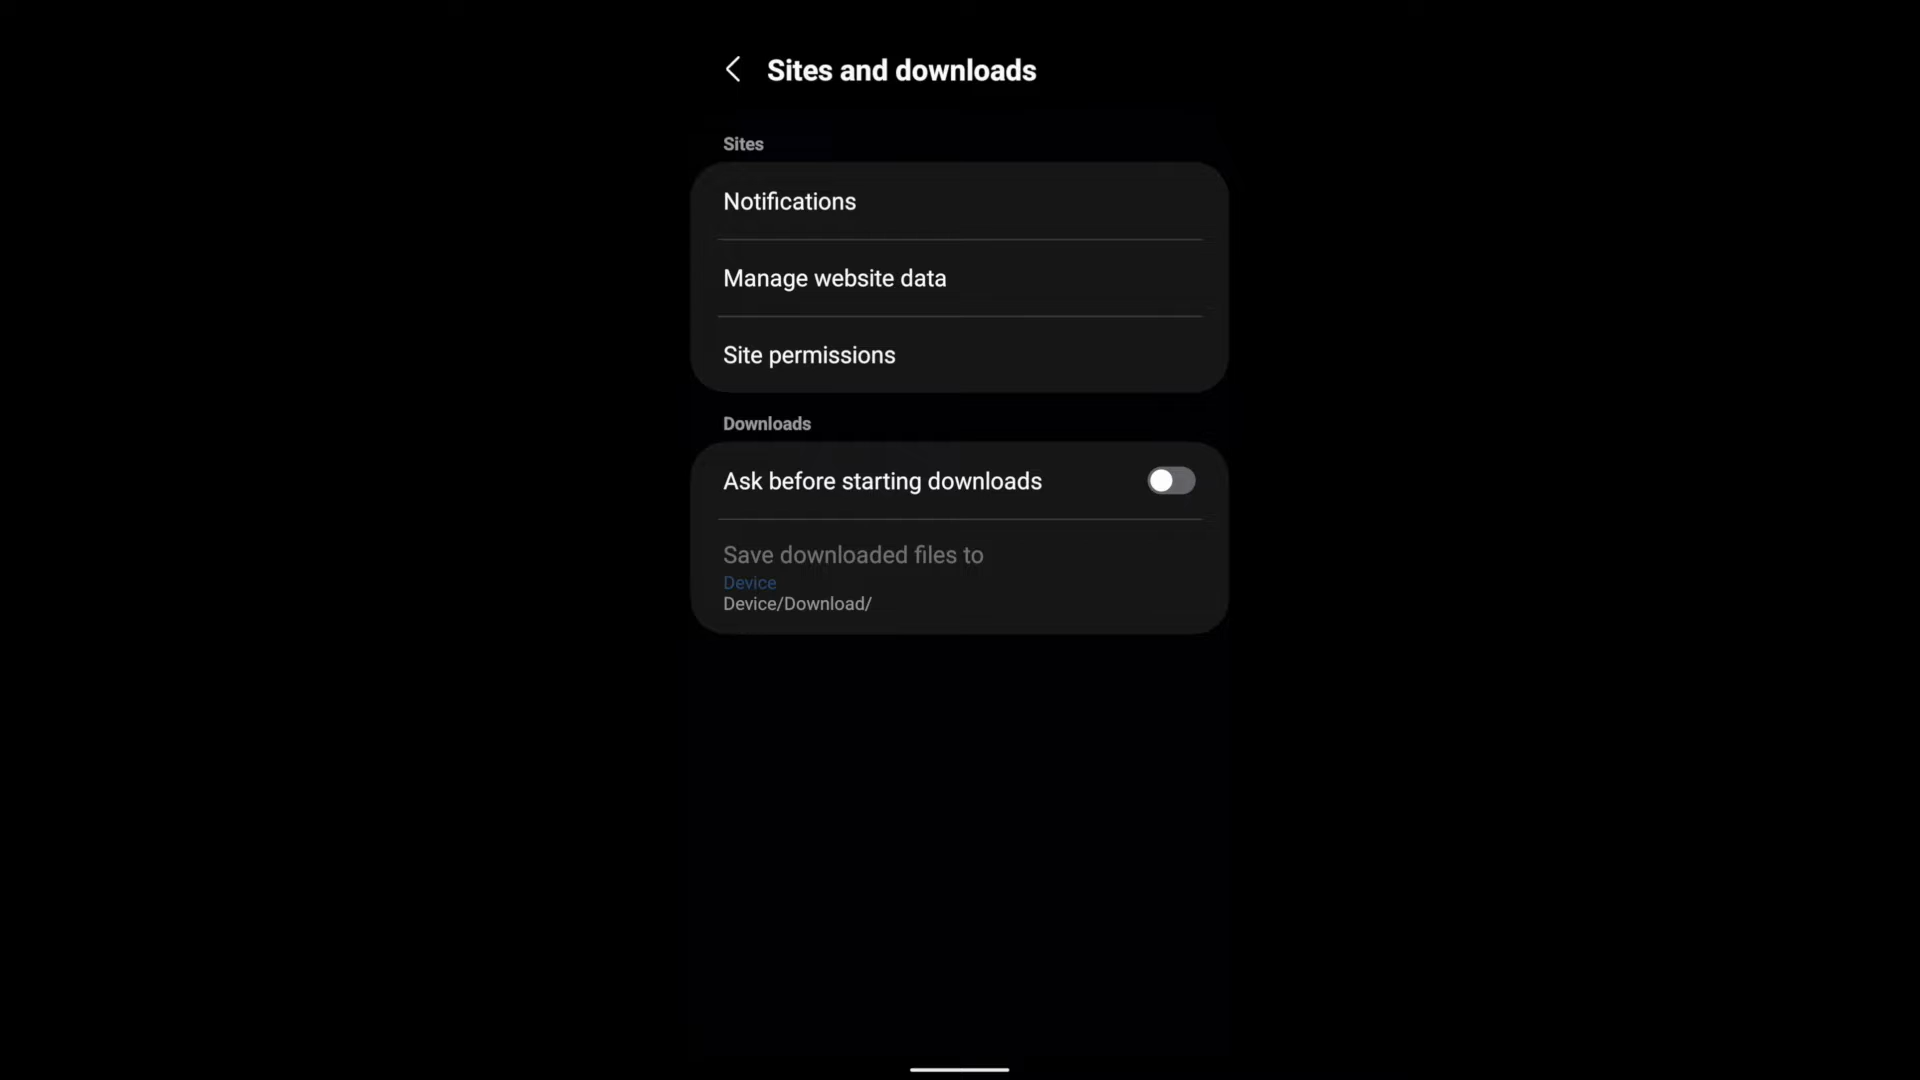 Sites and downloads
Sites
Notifications
Manage website data
Site permissions
Downloads
Ask before starting downloads
Save downloaded files to
Device
Device/Download/